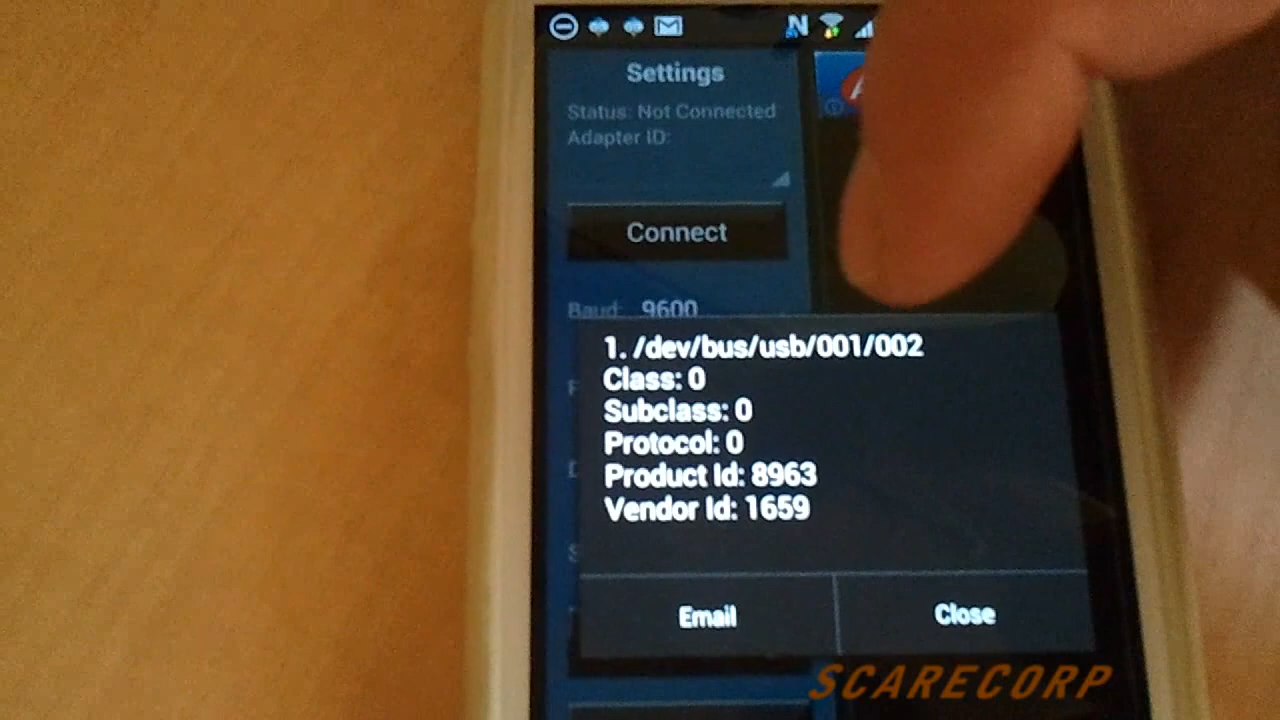 Settings
Status: Not Connected
Adapter ID:
Connect
Baud: 9600
1. /dev/bus/usb/001/002
Class: 0
Subclass: 0
Protocol: 0
Product Id: 8963
Vendor Id: 1659
Email
Close
SCARECORP